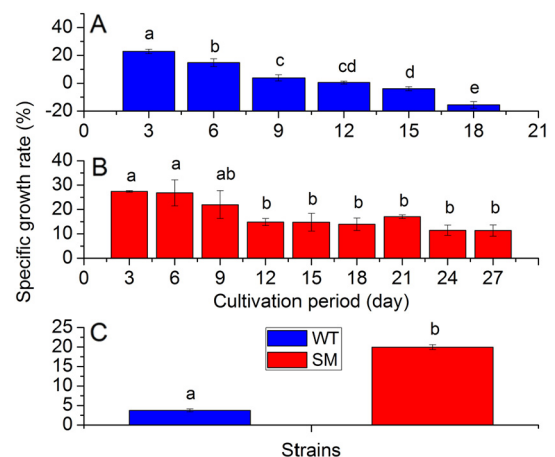 A
a
b
c
cd
d
e
40
20
0
-20
0 3 6 9 12 15 18 21
Specific growth rate (%)
B
a
a
ab
b
b
b
b
b
b
40
30
20
10
0
0 3 6 9 12 15 18 21 24 27
Cultivation period (day)
C
WT
SM
a
b
25
20
15
10
5
0
Strains